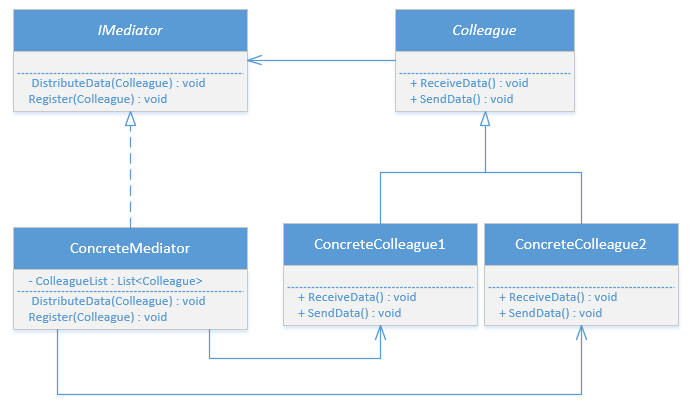 IMediator
DistributeData(Colleague) : void
Register(Colleague) : void
Colleague
+ ReceiveData() : void
+ SendData() : void
ConcreteMediator
- ColleagueList : List<Colleague>
DistributeData(Colleague) : void
Register(Colleague) : void
ConcreteColleague1
+ ReceiveData() : void
+ SendData() : void
ConcreteColleague2
+ ReceiveData() : void
+ SendData() : void